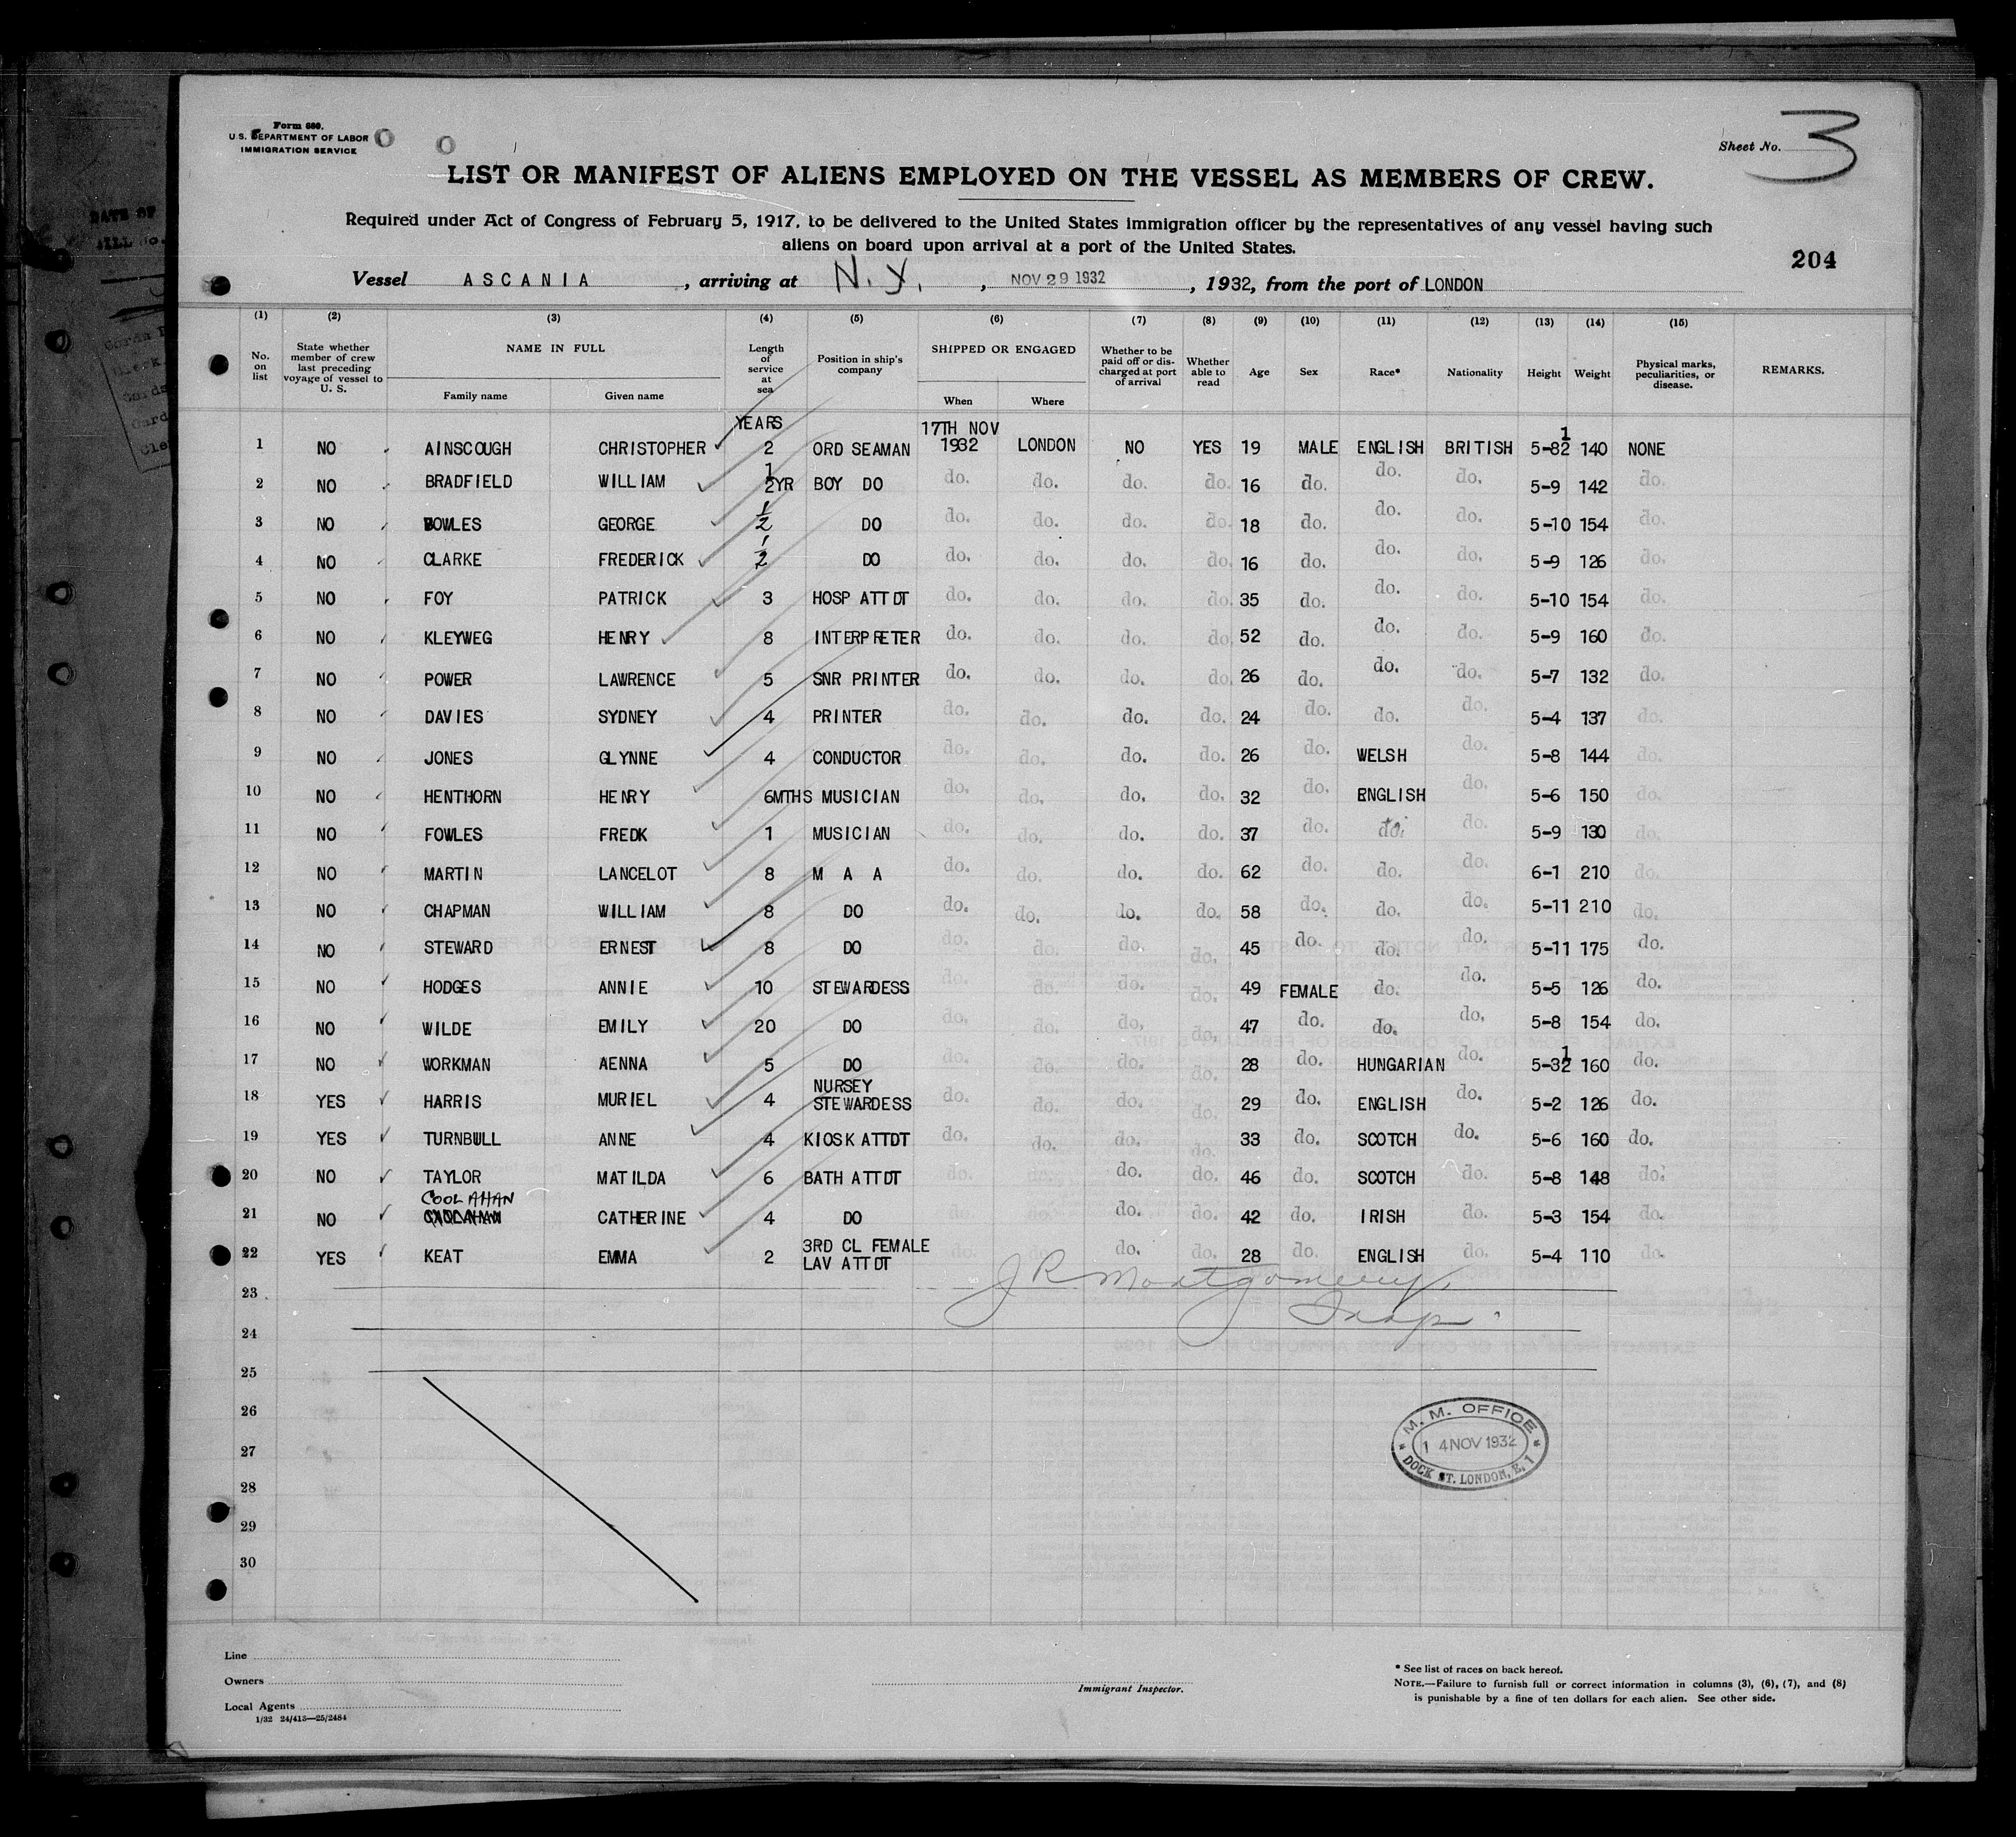 Form 680.
U.S. DEPARTMENT OF LABOR
IMMIGRATION SERVICE
Sheet No. 3
LIST OR MANIFEST OF ALIENS EMPLOYED ON THE VESSEL AS MEMBERS OF CREW.
Required under Act of Congress of February 5, 1917, to be delivered to the United States immigration officer by the representatives of any vessel having such
aliens on board upon arrival at a port of the United States.
204
Vessel ASCANIA, arriving at N.Y., NOV 29 1932, 1932, from the port of LONDON
(1) (2) (3) (4) (5) (6) (7) (8) (9) (10) (11) (12) (13) (14) (15)
No. on list State whether member of crew last preceding voyage of vessel to U. S. NAME IN FULL Family name Given name Length of service at sea Position in ship's company SHIPPED OR ENGAGED When Where Whether to be paid off or discharged at port of arrival Whether able to read Age Sex Race* Nationality Height Weight Physical marks, peculiarities, or disease. REMARKS.
YEARS 17TH NOV
1 NO AINSCOUGH CHRISTOPHER 2 ORD SEAMAN 1932 LONDON NO YES 19 MALE ENGLISH BRITISH 5-8½ 140 NONE
2 NO BRADFIELD WILLIAM ½YR BOY DO do. do. do. do. 16 do. do. do. 5-9 142 do.
3 NO BOWLES GEORGE ½ DO do. do. do. do. 18 do. do. do. 5-10 154 do.
4 NO CLARKE FREDERICK ½ DO do. do. do. do. 16 do. do. do. 5-9 126 do.
5 NO FOY PATRICK 3 HOSP ATTDT do. do. do. do. 35 do. do. do. 5-10 154 do.
6 NO KLEYWEG HENRY 8 INTERPRETER do. do. do. do. 52 do. do. do. 5-9 160 do.
7 NO POWER LAWRENCE 5 SNR PRINTER do. do. do. do. 26 do. do. do. 5-7 132 do.
8 NO DAVIES SYDNEY 4 PRINTER do. do. do. do. 24 do. do. do. 5-4 137 do.
9 NO JONES GLYNNE 4 CONDUCTOR do. do. do. do. 26 do. WELSH do. 5-8 144 do.
10 NO HENTHORN HENRY 6MTHS MUSICIAN do. do. do. do. 32 do. ENGLISH do. 5-6 150 do.
11 NO FOWLES FREDK 1 MUSICIAN do. do. do. do. 37 do. do. do. 5-9 130 do.
12 NO MARTIN LANCELOT 8 M A A do. do. do. do. 62 do. do. do. 6-1 210 do.
13 NO CHAPMAN WILLIAM 8 DO do. do. do. do. 58 do. do. do. 5-11 210 do.
14 NO STEWARD ERNEST 8 DO do. do. do. do. 45 do. do. do. 5-11 175 do.
15 NO HODGES ANNIE 10 STEWARDESS do. do. do. do. 49 FEMALE do. do. 5-5 126 do.
16 NO WILDE EMILY 20 DO do. do. do. do. 47 do. do. do. 5-8 154 do.
17 NO WORKMAN AENNA 5 DO do. do. do. do. 28 do. HUNGARIAN do. 5-3½ 160 do.
18 YES HARRIS MURIEL 4 NURSEY STEWARDESS do. do. do. do. 29 do. ENGLISH do. 5-2 126 do.
19 YES TURNBULL ANNE 4 KIOSK ATTDT do. do. do. do. 33 do. SCOTCH do. 5-6 160 do.
20 NO TAYLOR MATILDA 6 BATH ATTDT do. do. do. do. 46 do. SCOTCH do. 5-8 148 do.
COOLAHAN
21 NO CATHERINE 4 DO do. do. do. do. 42 do. IRISH do. 5-3 154 do.
22 YES KEAT EMMA 2 3RD CL FEMALE LAV ATTDT do. do. do. do. 28 do. ENGLISH do. 5-4 110 do.
23 J R Montgomery
24 Insp.
25
26
27
28
29
30
M. M. OFFICE
14 NOV 1932
DOCK ST. LONDON, E, 1
Line
Owners
Local Agents
1/32 24/413—25/2484
Immigrant Inspector.
* See list of races on back hereof.
NOTE.—Failure to furnish full or correct information in columns (3), (6), (7), and (8)
is punishable by a fine of ten dollars for each alien. See other side.